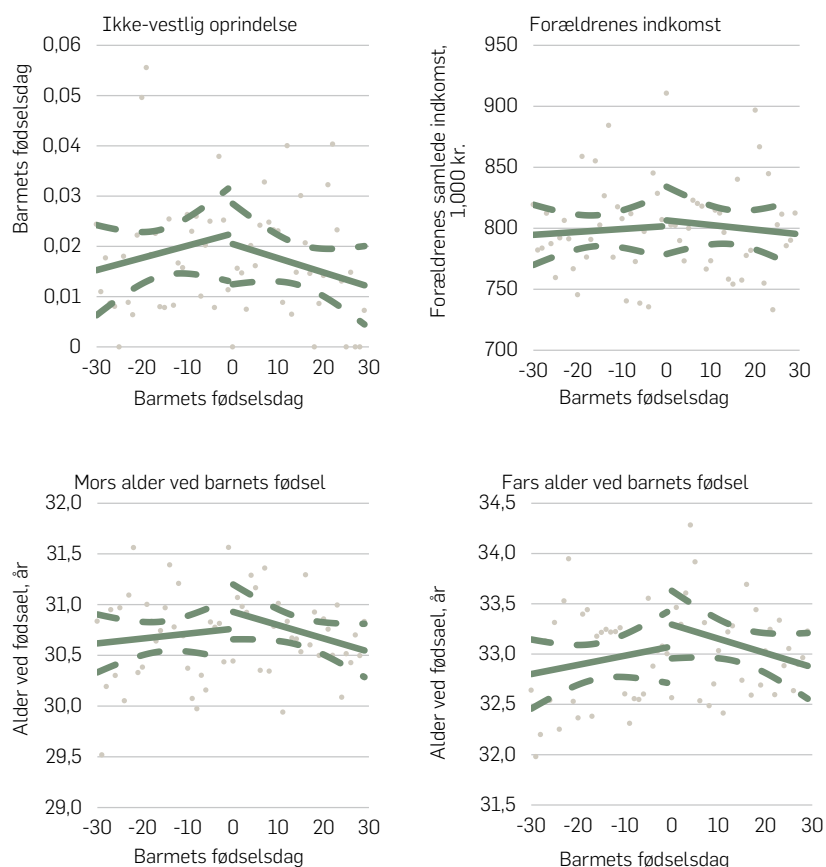 Ikke-vestlig oprindelse
Barmets fødselsdag
0,06
0,05
0,04
0,03
0,02
0,01
0
-30 -20 -10 0 10 20 30
Barmets fødselsdag
Forældrenes indkomst
Forældrenes samlede indkomst,
1,000 kr.
950
900
850
800
750
700
-30 -20 -10 0 10 20 30
Barmets fødselsdag
Mors alder ved barnets fødsel
Alder ved fødsael, år
32,0
31,5
31,0
30,5
30,0
29,5
29,0
-30 -20 -10 0 10 20 30
Barmets fødselsdag
Fars alder ved barnets fødsel
Alder ved fødsael, år
34,5
34,0
33,5
33,0
32,5
32,0
31,5
-30 -20 -10 0 10 20 30
Barmets fødselsdag